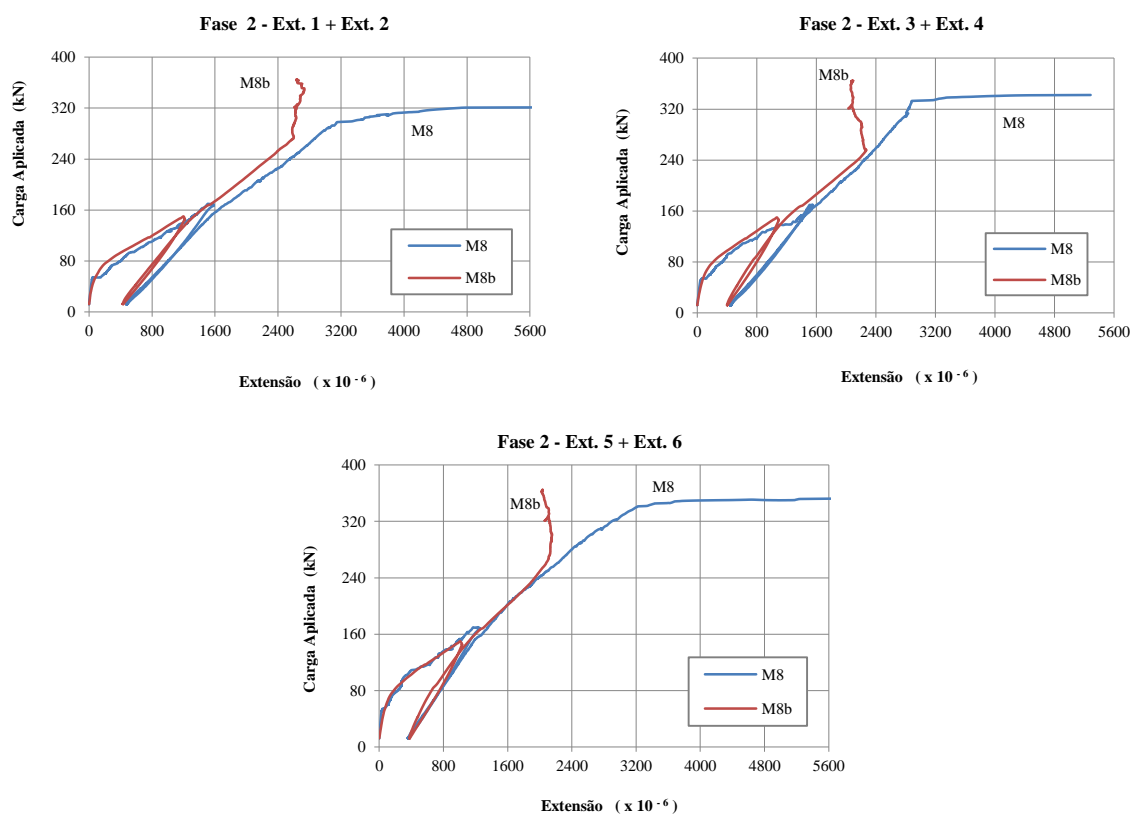 Fase 2 - Ext. 1 + Ext. 2
Carga Aplicada (kN)
400
320
240
160
80
0
M8b
M8
M8
M8b
0 800 1600 2400 3200 4000 4800 5600
Extensão ( x 10 - 6 )
Fase 2 - Ext. 3 + Ext. 4
Carga Aplicada (kN)
400
320
240
160
80
0
M8b
M8
M8
M8b
0 800 1600 2400 3200 4000 4800 5600
Extensão ( x 10 - 6 )
Fase 2 - Ext. 5 + Ext. 6
Carga Aplicada (kN)
400
320
240
160
80
0
M8
M8b
M8
M8b
0 800 1600 2400 3200 4000 4800 5600
Extensão ( x 10 - 6 )